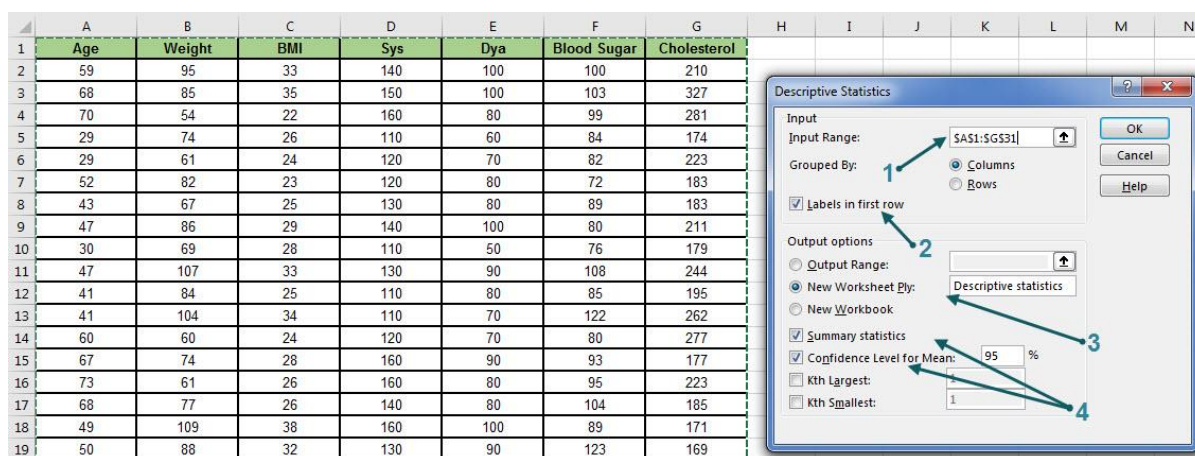 A B C D E F G H I J K L M N
1 Age Weight BMI Sys Dya Blood Sugar Cholesterol
2 59 95 33 140 100 100 210
3 68 85 35 150 100 103 327
4 70 54 22 160 80 99 281
5 29 74 26 110 60 84 174
6 29 61 24 120 70 82 223
7 52 82 23 120 80 72 183
8 43 67 25 130 80 89 183
9 47 86 29 140 100 80 211
10 30 69 28 110 50 76 179
11 47 107 33 130 90 108 244
12 41 84 25 110 80 85 195
13 41 104 34 110 70 122 262
14 60 60 24 120 70 80 277
15 67 74 28 160 90 93 177
16 73 61 26 160 80 95 223
17 68 77 26 140 80 104 185
18 49 109 38 160 100 89 171
19 50 88 32 130 90 123 169
Descriptive Statistics
Input
Input Range: $A$1:$G$31
Grouped By: Columns
Rows
Labels in first row
OK
Cancel
Help
1
2
Output options
Output Range:
New Worksheet Ply: Descriptive statistics
New Workbook
Summary statistics
Confidence Level for Mean: 95 %
Kth Largest: 1
Kth Smallest: 1
3
4